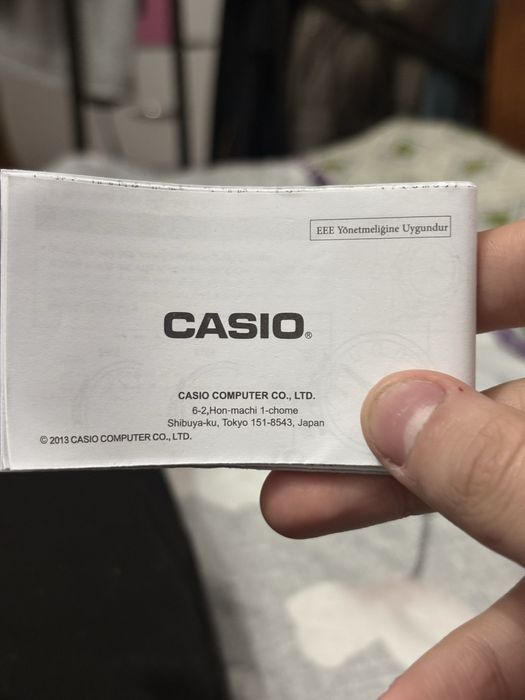 EEE Yönetmeliğine Uygundur
CASIO®
CASIO COMPUTER CO., LTD.
6-2,Hon-machi 1-chome
Shibuya-ku, Tokyo 151-8543, Japan
© 2013 CASIO COMPUTER CO., LTD.